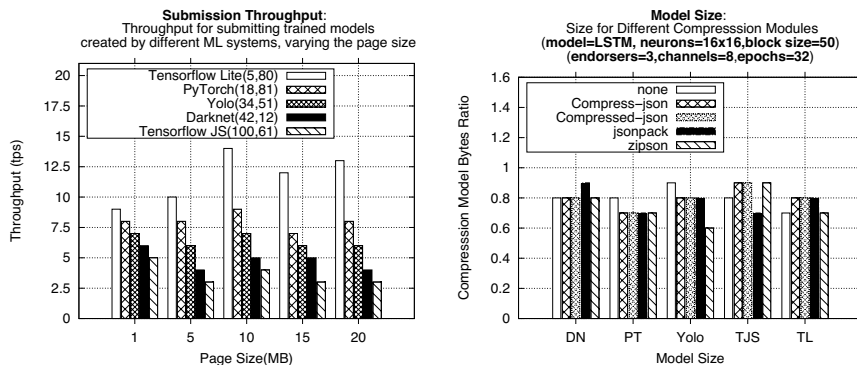 Submission Throughput:
Throughput for submitting trained models
created by different ML systems, varying the page size
Throughput (tps)
20
17.5
15
12.5
10
7.5
5
2.5
0
Tensorflow Lite(5,80)
PyTorch(18,81)
Yolo(34,51)
Darknet(42,12)
Tensorflow JS(100,61)
1 5 10 15 20
Page Size(MB)
Model Size:
Size for Different Compresssion Modules
(model=LSTM, neurons=16x16,block size=50)
(endorsers=3,channels=8,epochs=32)
Compresssion Model Bytes Ratio
1.6
1.4
1.2
1
0.8
0.6
0.4
0.2
0
none
Compress-json
Compressed-json
jsonpack
zipson
DN PT Yolo TJS TL
Model Size